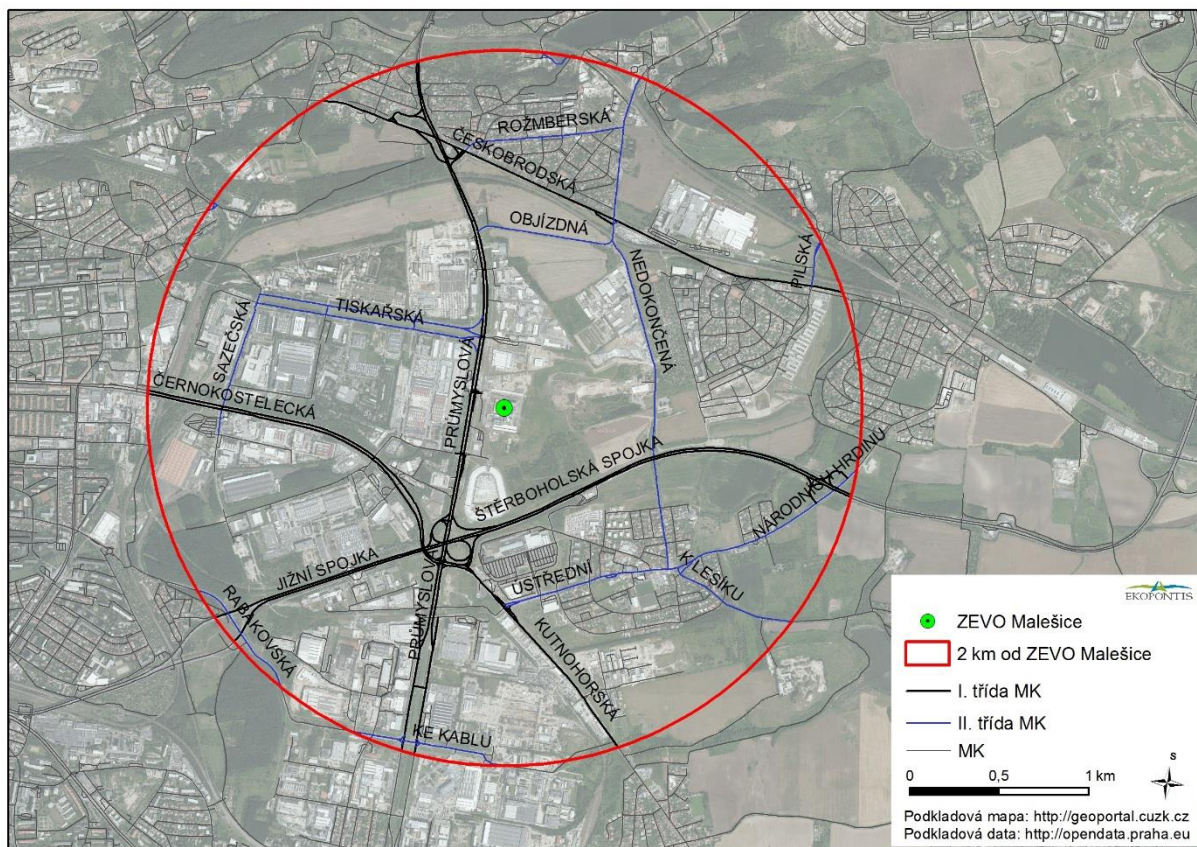 ROŽMBERSKÁ
ČESKOBRODSKÁ
OBJÍZDNÁ
PILSKÁ
NEDOKONČENÁ
TISKAŘSKÁ
SAZEČSKÁ
ČERNOKOSTELECKÁ
PRŮMYSLOVÁ
ŠTĚRBOHOLSKÁ SPOJKA
NÁRODNÍCH HRDINŮ
JIŽNÍ SPOJKA
ÚSTŘEDNÍ
K LESÍKU
RABAKOVSKÁ
PRŮMYSLOV
KUTNOHORSKÁ
KE KABLU
EKOPONTIS
ZEVO Malešice
2 km od ZEVO Malešice
I. třída MK
II. třída MK
MK
S
0 0,5 1 km
Podkladová mapa: http://geoportal.cuzk.cz
Podkladová data: http://opendata.praha.eu